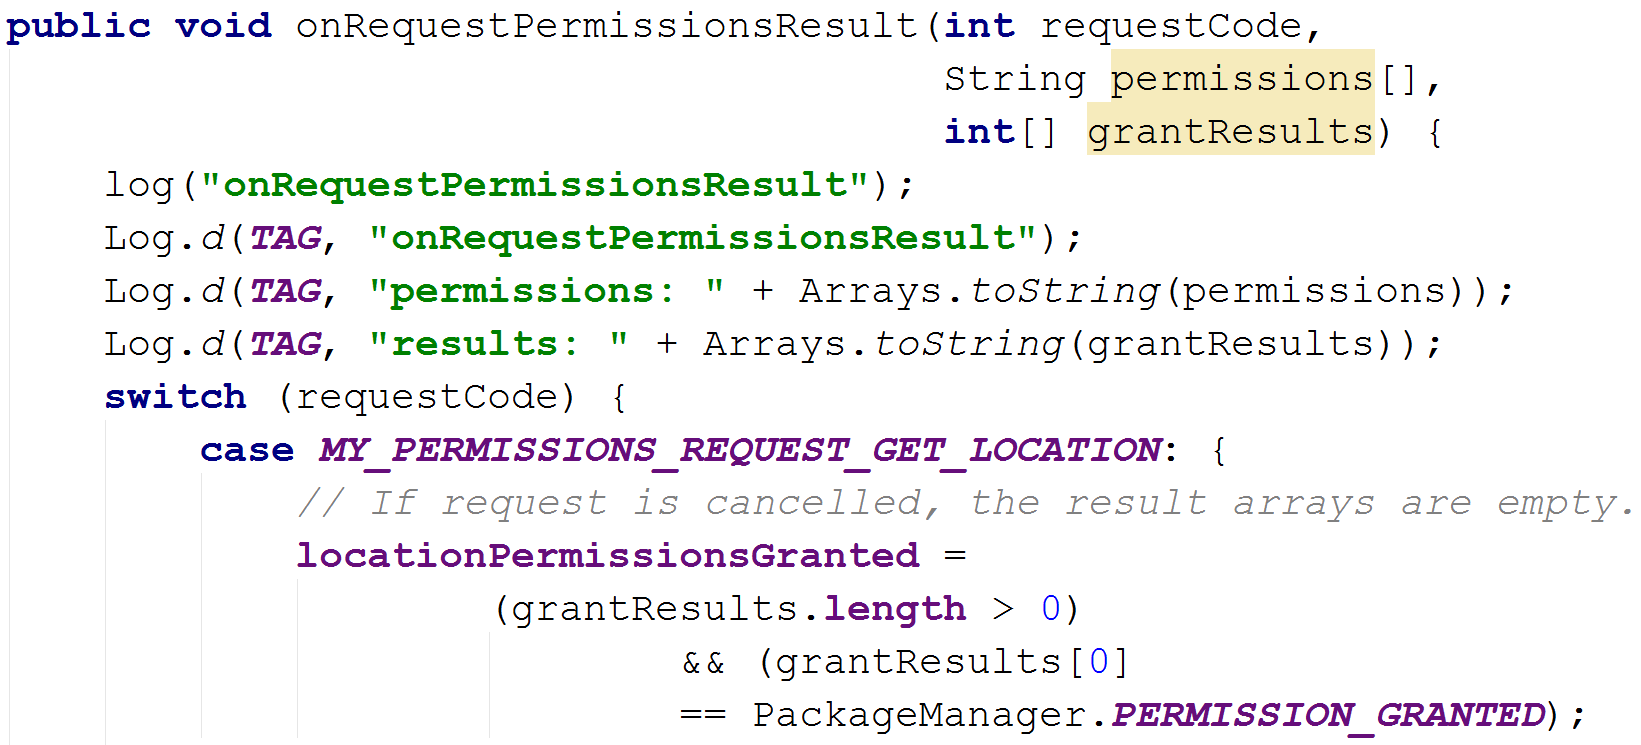 public void onRequestPermissionsResult(int requestCode,
String permissions[],
int[] grantResults) {
log("onRequestPermissionsResult");
Log.d(TAG, "onRequestPermissionsResult");
Log.d(TAG, "permissions: " + Arrays.toString(permissions));
Log.d(TAG, "results: " + Arrays.toString(grantResults));
switch (requestCode) {
case MY_PERMISSIONS_REQUEST_GET_LOCATION: {
// If request is cancelled, the result arrays are empty.
locationPermissionsGranted =
(grantResults.length > 0)
&& (grantResults[0]
== PackageManager.PERMISSION_GRANTED);